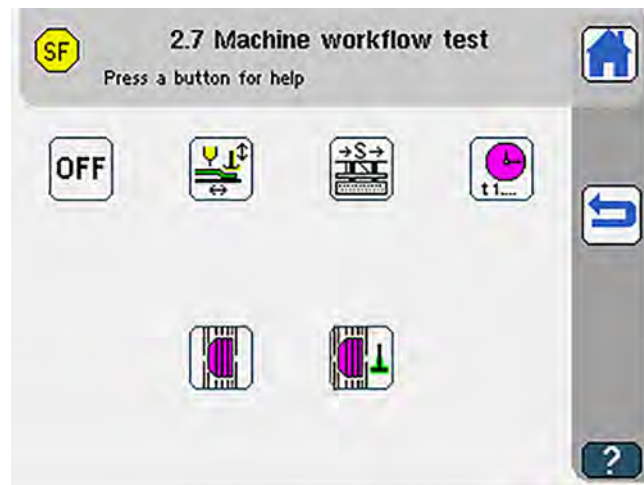 SF
2.7 Machine workflow test
Press a button for help
OFF
→S→
t1....
?